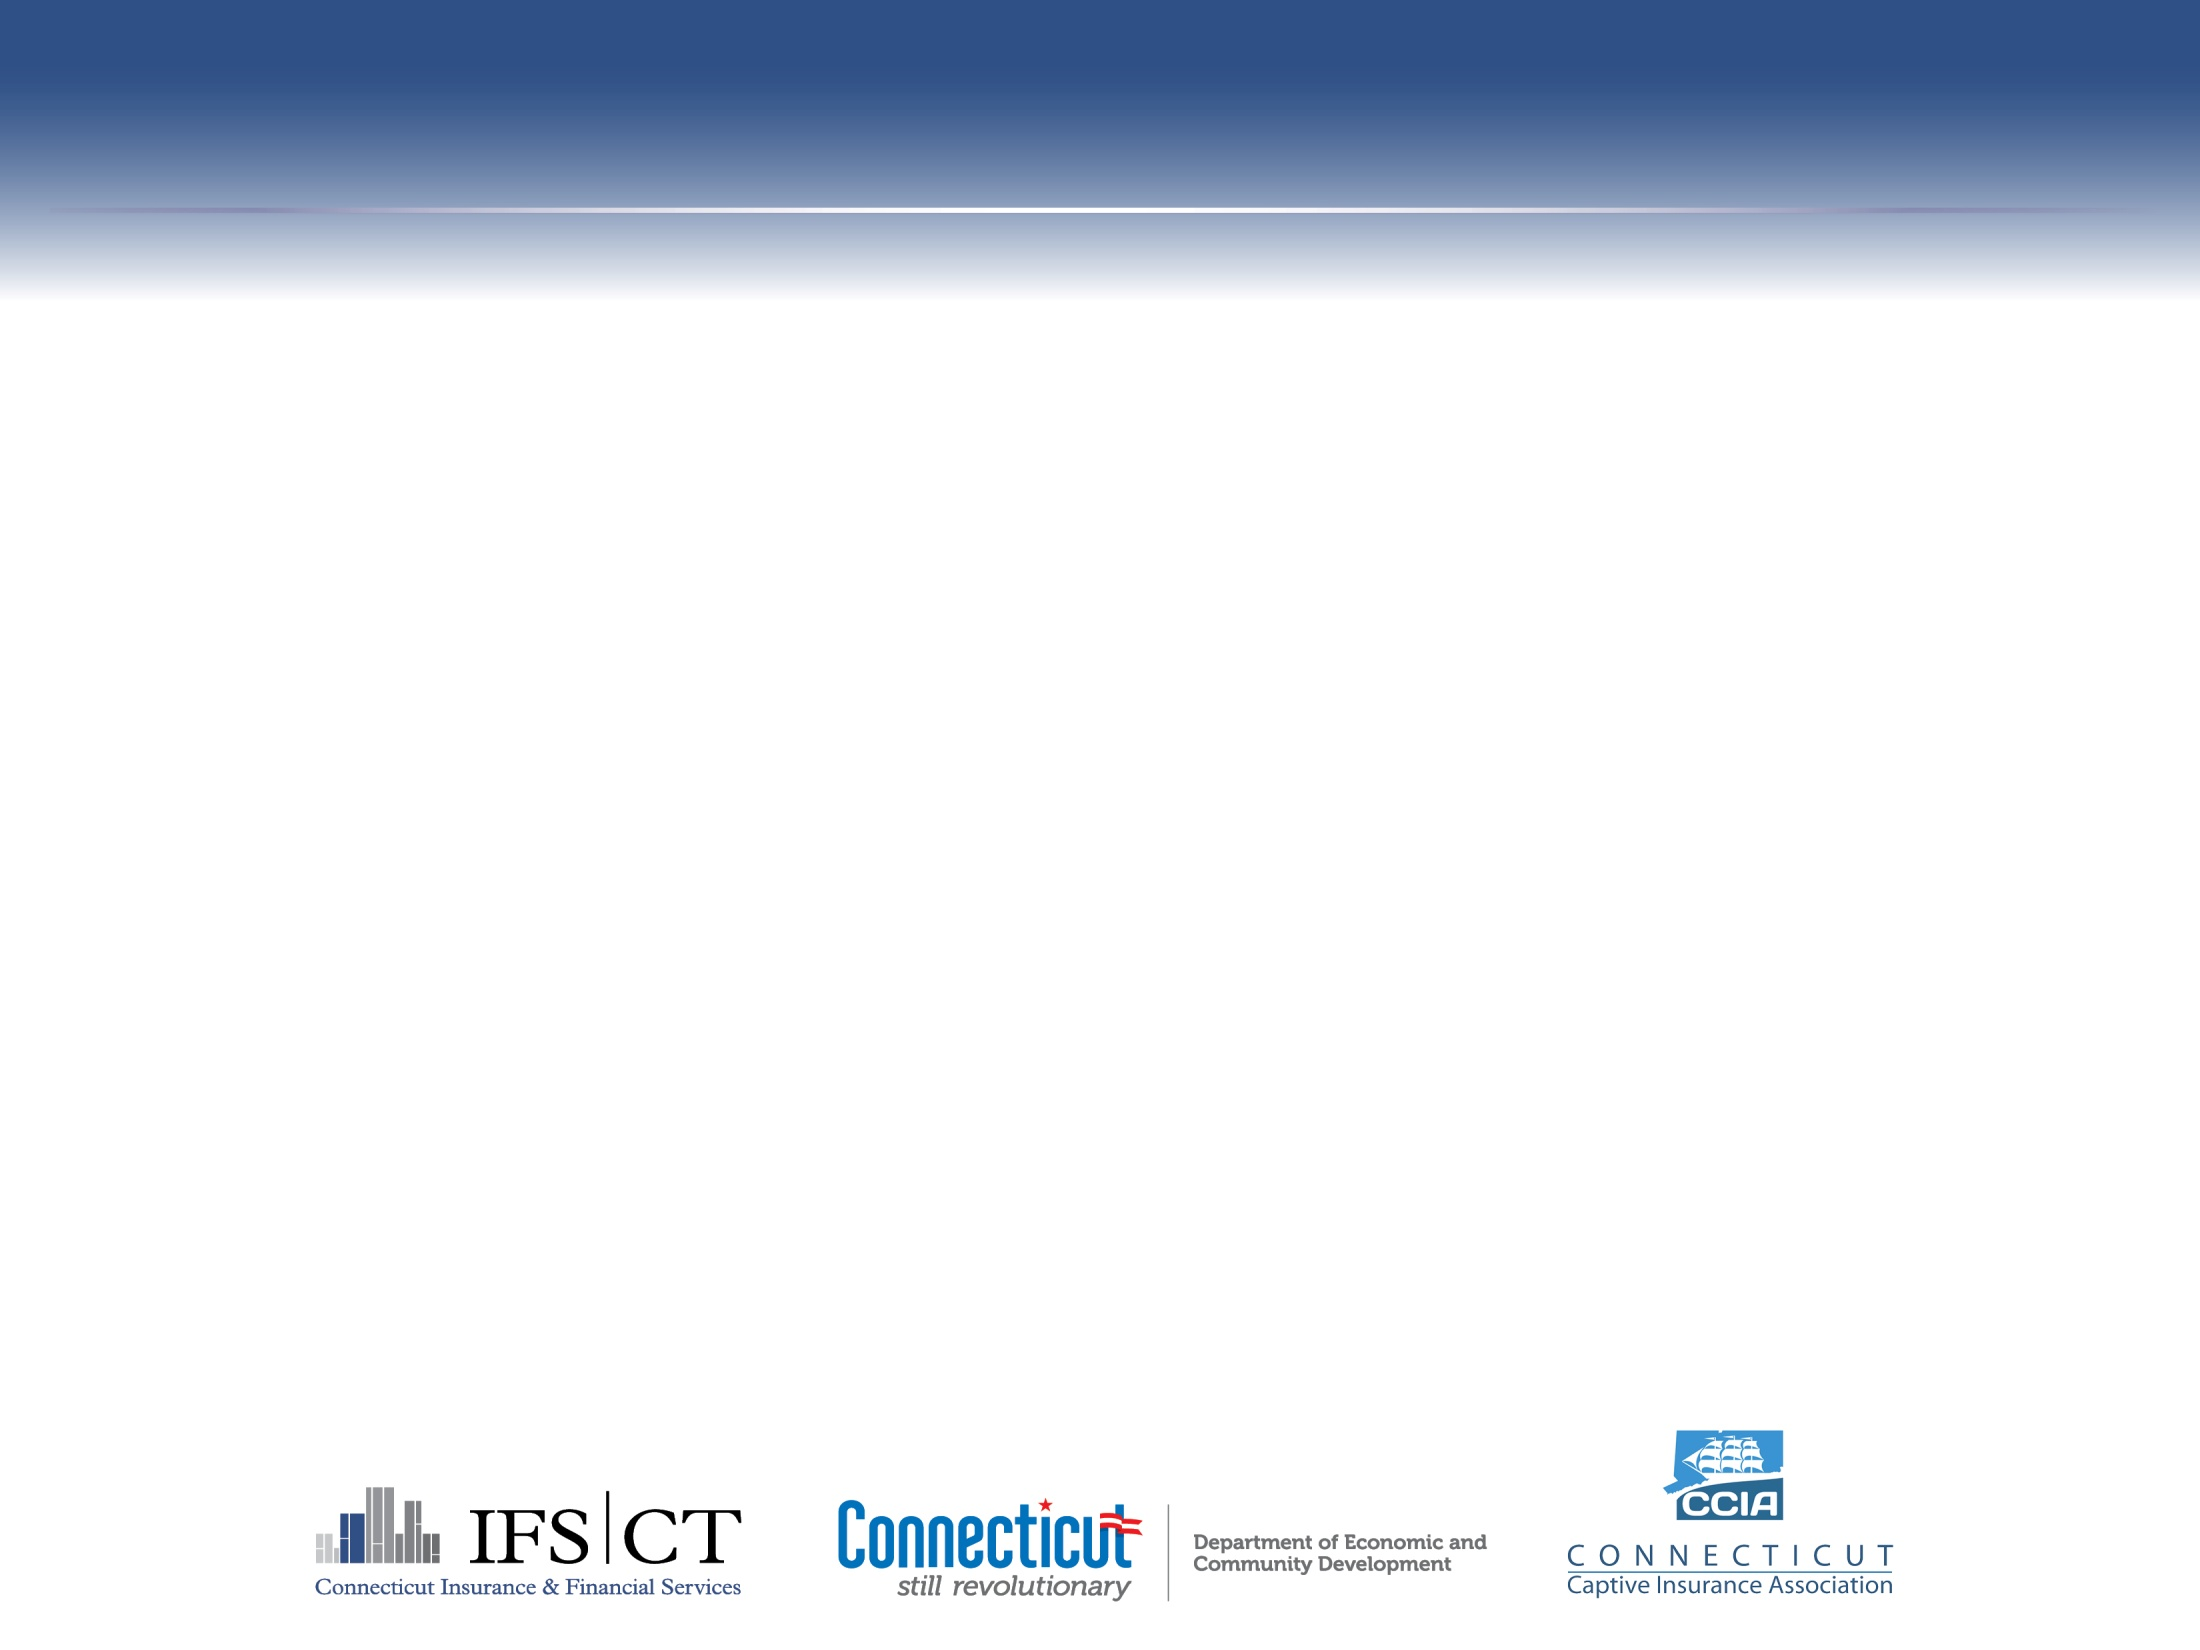 IFS|CT
Connecticut Insurance & Financial Services
Connecticut
still revolutionary
Department of Economic and
Community Development
CCIA
CONNECTICUT
Captive Insurance Association